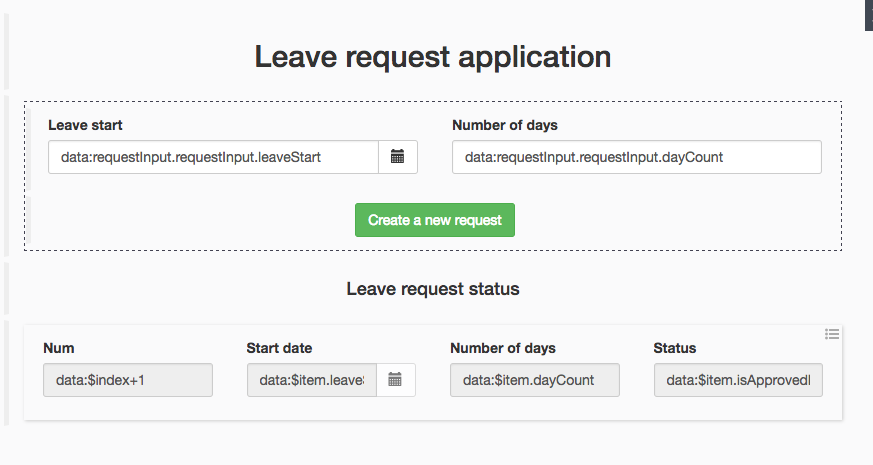 Leave request application
Leave start Number of days
data:requestInput.requestInput.leaveStart data:requestInput.requestInput.dayCount
Create a new request
Leave request status
Num Start date Number of days Status
data:$index+1 data:$item.leave data:$item.dayCount data:$item.isApproved